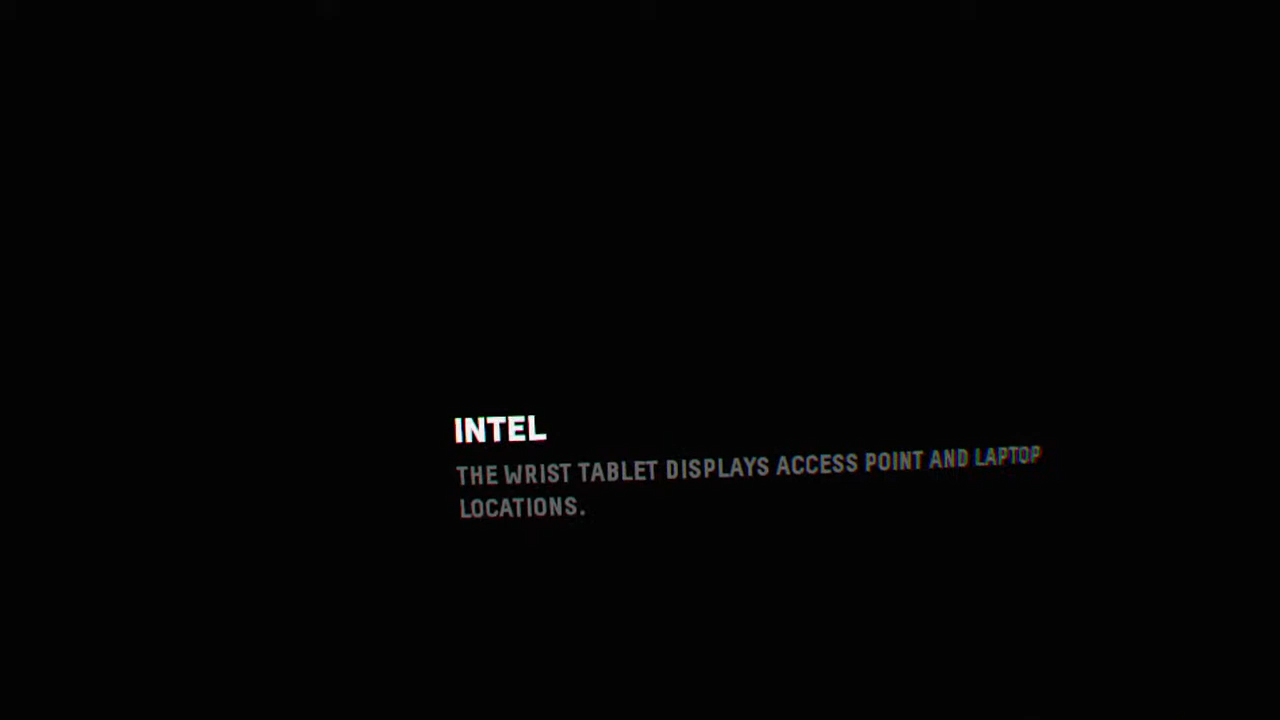 INTEL
THE WRIST TABLET DISPLAYS ACCESS POINT AND LAPTOP
LOCATIONS.